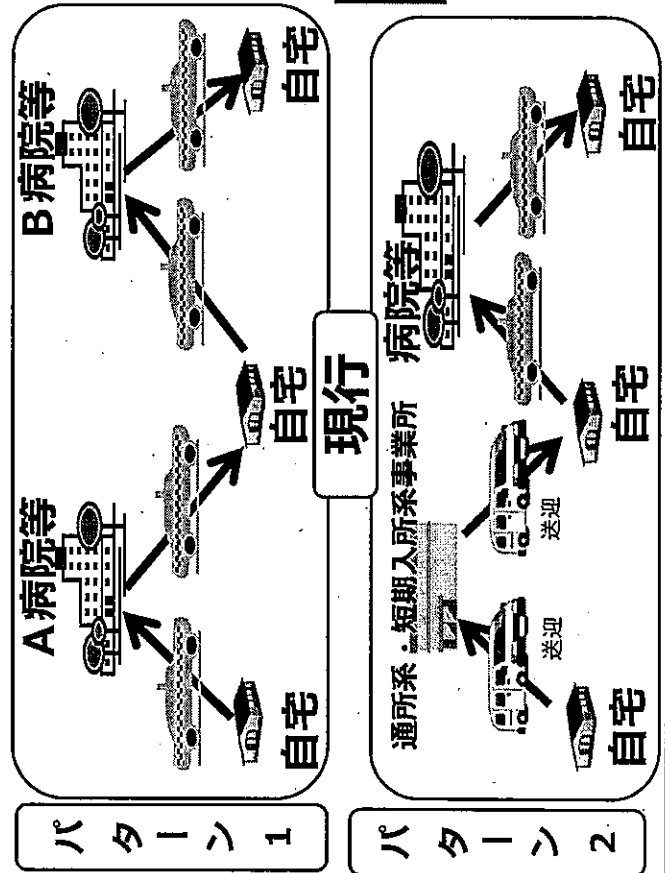 パターン1
A病院等
B病院等
自宅
自宅
自宅
現行
パターン2
通所系・短期入所系事業所
病院等
送迎
送迎
自宅
自宅
自宅